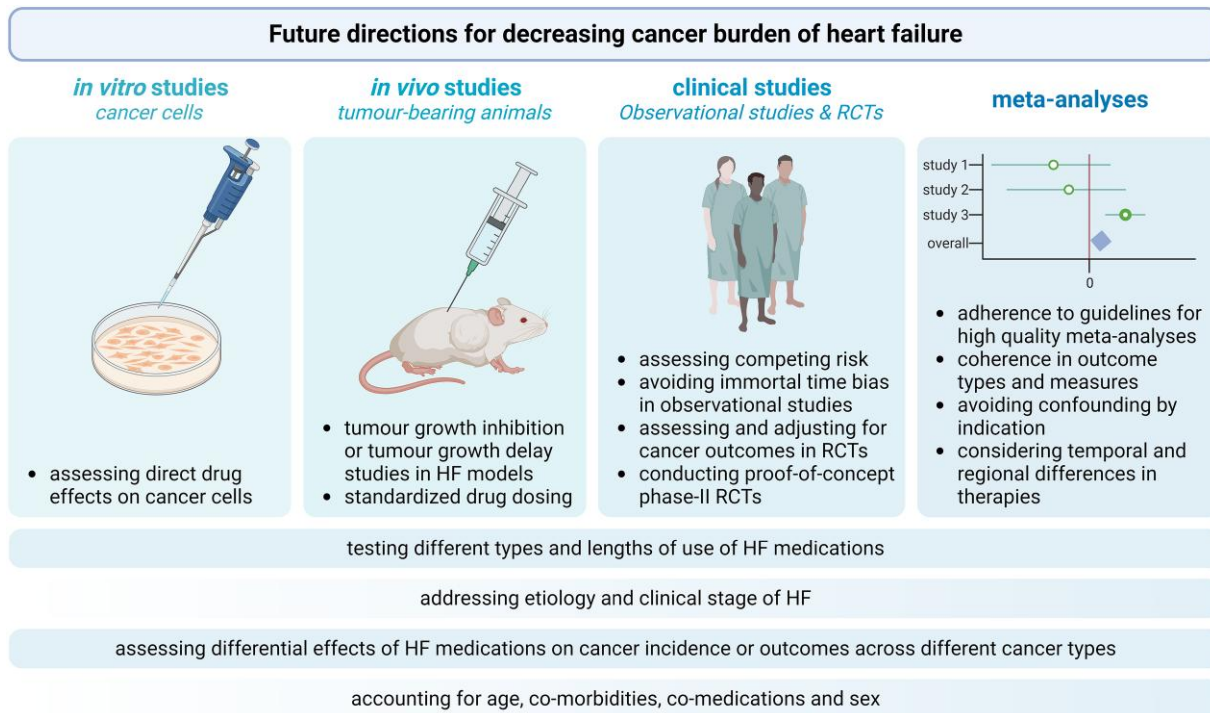 Future directions for decreasing cancer burden of heart failure
in vitro studies
cancer cells
• assessing direct drug
effects on cancer cells
in vivo studies
tumour-bearing animals
• tumour growth inhibition
or tumour growth delay
studies in HF models
• standardized drug dosing
clinical studies
Observational studies & RCTs
• assessing competing risk
• avoiding immortal time bias
in observational studies
• assessing and adjusting for
cancer outcomes in RCTs
• conducting proof-of-concept
phase-II RCTs
meta-analyses
study 1
study 2
study 3
overall
0
• adherence to guidelines for
high quality meta-analyses
• coherence in outcome
types and measures
• avoiding confounding by
indication
• considering temporal and
regional differences in
therapies
testing different types and lengths of use of HF medications
addressing etiology and clinical stage of HF
assessing differential effects of HF medications on cancer incidence or outcomes across different cancer types
accounting for age, co-morbidities, co-medications and sex